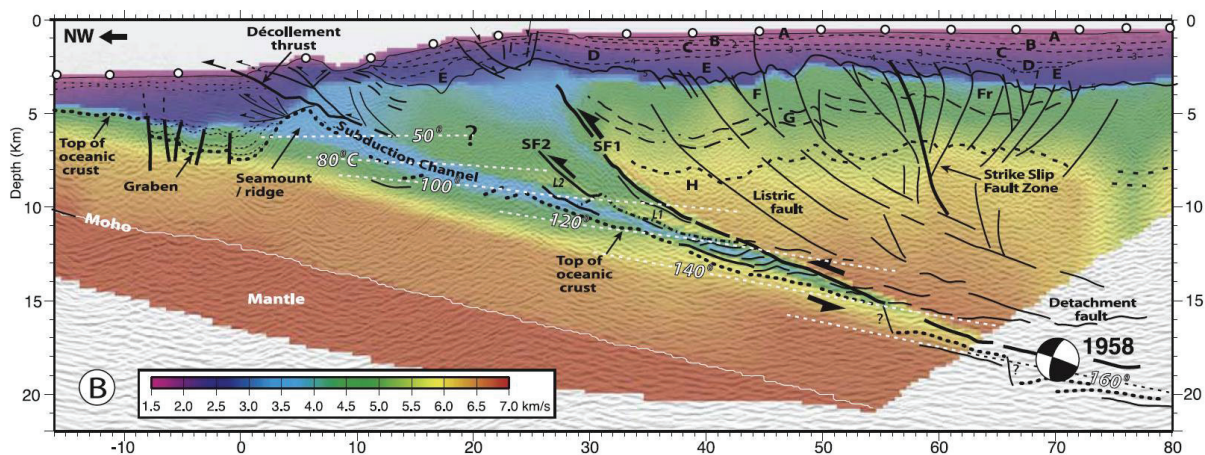 0
0
NW
Décollement
thrust
A
A
B
B
C
C
D
D
E
E
E
F
Fr
5
5
50°
?
G
SF2
SF1
Top of
oceanic
crust
Subduction Channel
80°C
Graben
Seamount
/ ridge
100°
L2
H
Strike Slip
Fault Zone
10
10
Listric
fault
L1
120°
Moho
Top of
oceanic
crust
140°
Mantle
15
15
?
Detachment
fault
1958
?
160°
B
1.5 2.0 2.5 3.0 3.5 4.0 4.5 5.0 6.0 6.5 7.0 km/s
20
20
Depth (Km)
-10 0 10 20 30 40 50 60 70 80